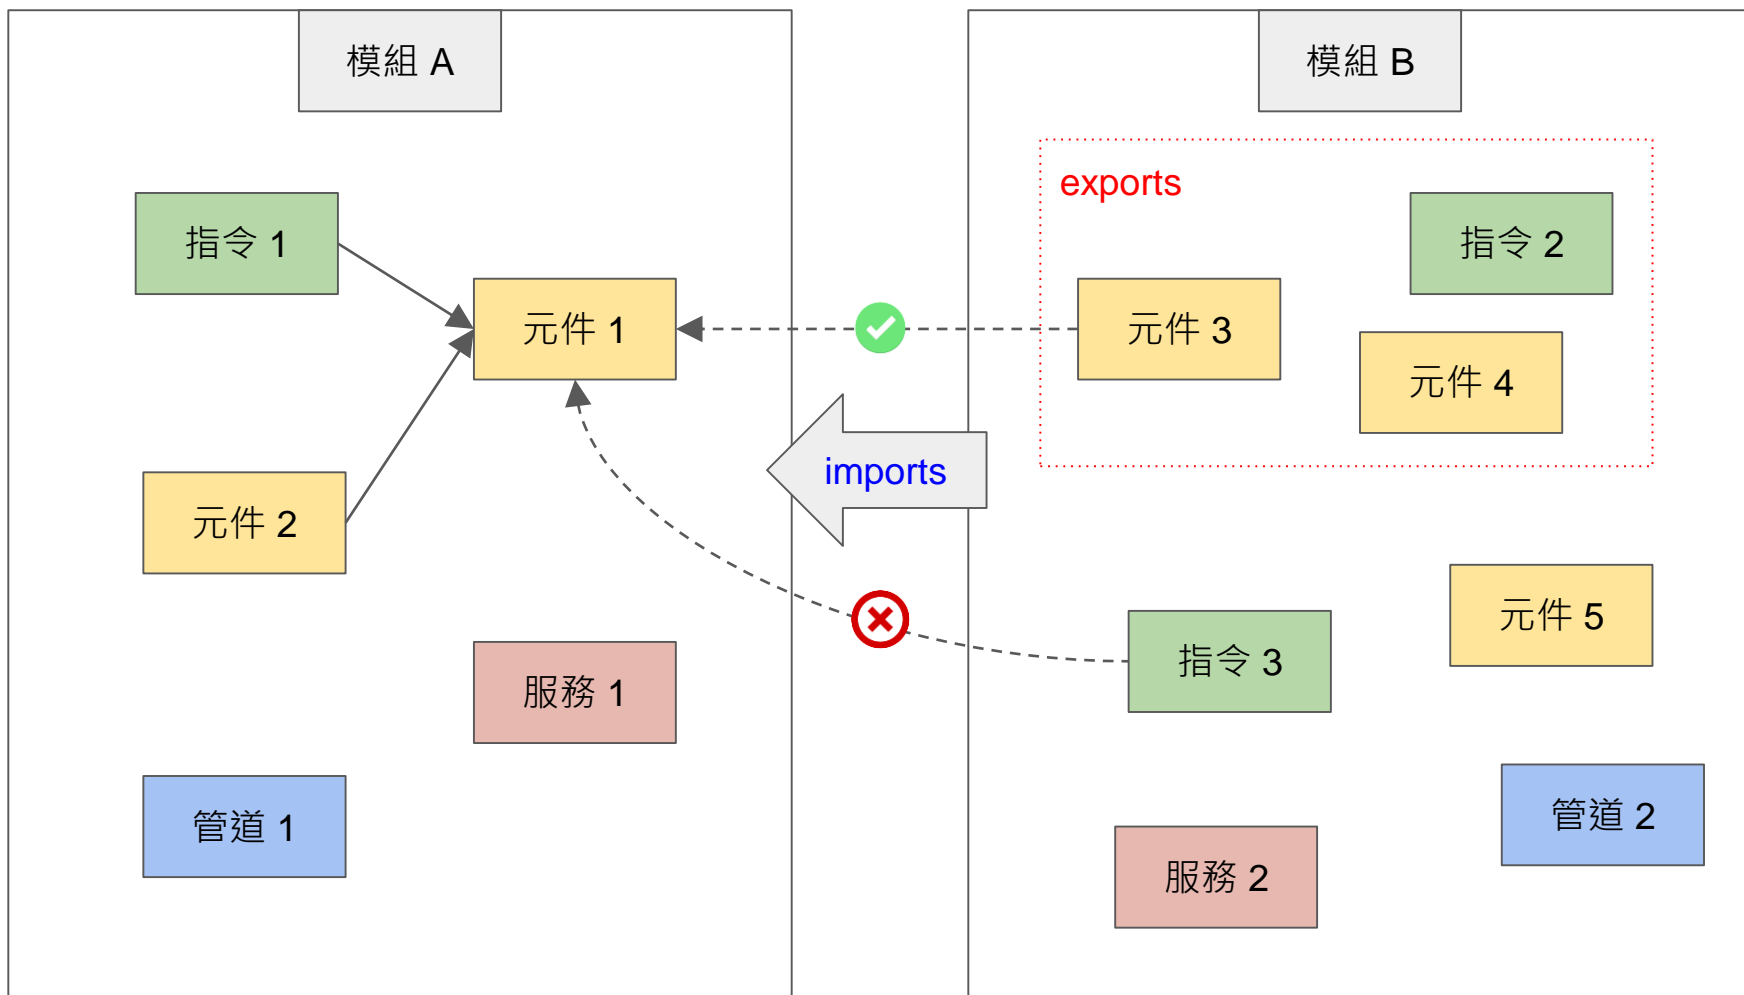 模組 A
指令 1
元件 1
元件 2
服務 1
管道 1
imports
模組 B
exports
指令 2
元件 3
元件 4
元件 5
指令 3
管道 2
服務 2